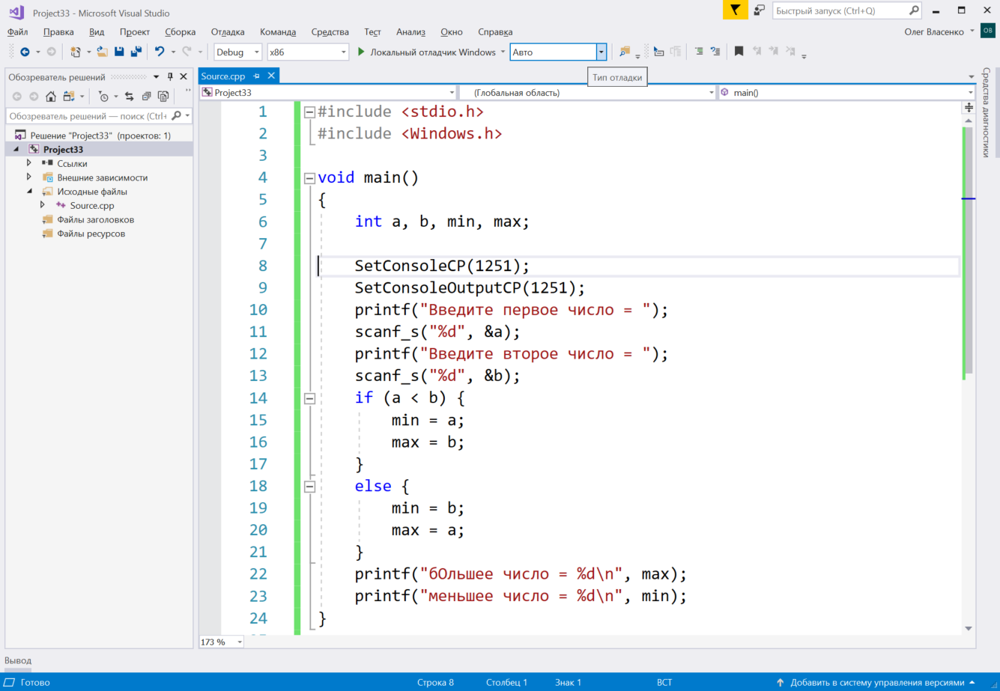 Project33 - Microsoft Visual Studio
Быстрый запуск (Ctrl+Q)
Файл Правка Вид Проект Сборка Отладка Команда Средства Тест Анализ Окно Справка
Олег Власенко
ОВ
Debug x86 Локальный отладчик Windows Авто
Тип отладки
Обозреватель решений
Обозреватель решений — поиск (Ctrl+
Решение "Project33" (проектов: 1)
Project33
Ссылки
Внешние зависимости
Исходные файлы
Source.cpp
Файлы заголовков
Файлы ресурсов
Source.cpp
Project33 (Глобальная область) main()
1 #include <stdio.h>
2 #include <Windows.h>
3
4 void main()
5 {
6 int a, b, min, max;
7
8 SetConsoleCP(1251);
9 SetConsoleOutputCP(1251);
10 printf("Введите первое число = ");
11 scanf_s("%d", &a);
12 printf("Введите второе число = ");
13 scanf_s("%d", &b);
14 if (a < b) {
15 min = a;
16 max = b;
17 }
18 else {
19 min = b;
20 max = a;
21 }
22 printf("бОльшее число = %d\n", max);
23 printf("меньшее число = %d\n", min);
24 }
173 %
Средства диагностики
Вывод
Готово Строка 8 Столбец 1 Знак 1 ВСТ Добавить в систему управления версиями